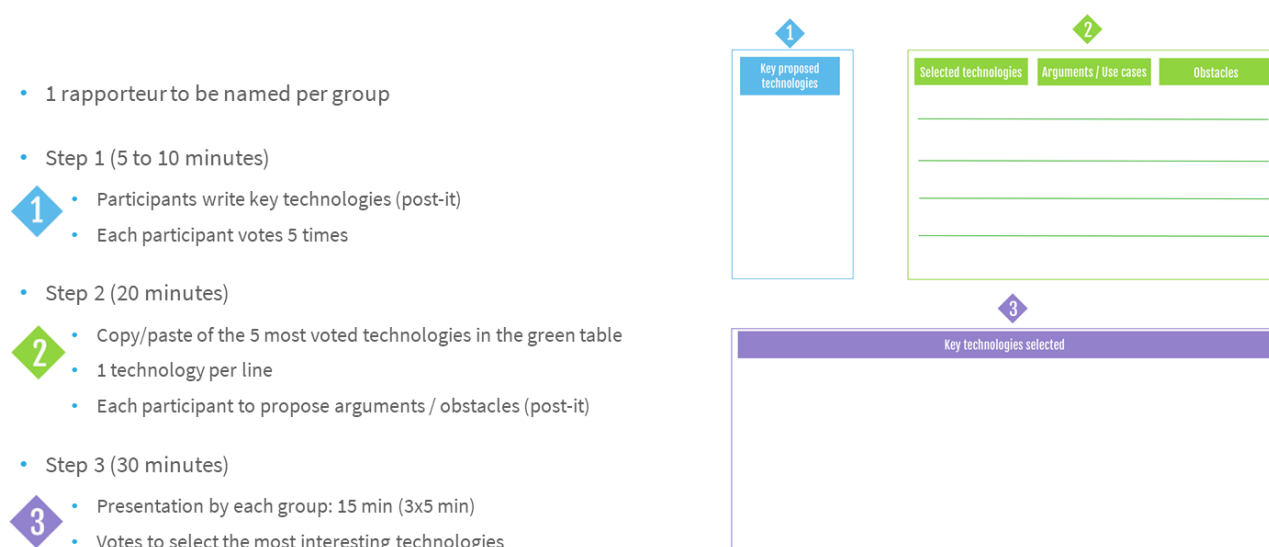 1 rapporteur to be named per group
Step 1 (5 to 10 minutes)
1
Participants write key technologies (post-it)
Each participant votes 5 times
Step 2 (20 minutes)
2
Copy/paste of the 5 most voted technologies in the green table
1 technology per line
Each participant to propose arguments / obstacles (post-it)
Step 3 (30 minutes)
3
Presentation by each group: 15 min (3x5 min)
Votes to select the most interesting technologies
1
Key proposed
technologies
2
Selected technologies
Arguments / Use cases
Obstacles
3
Key technologies selected